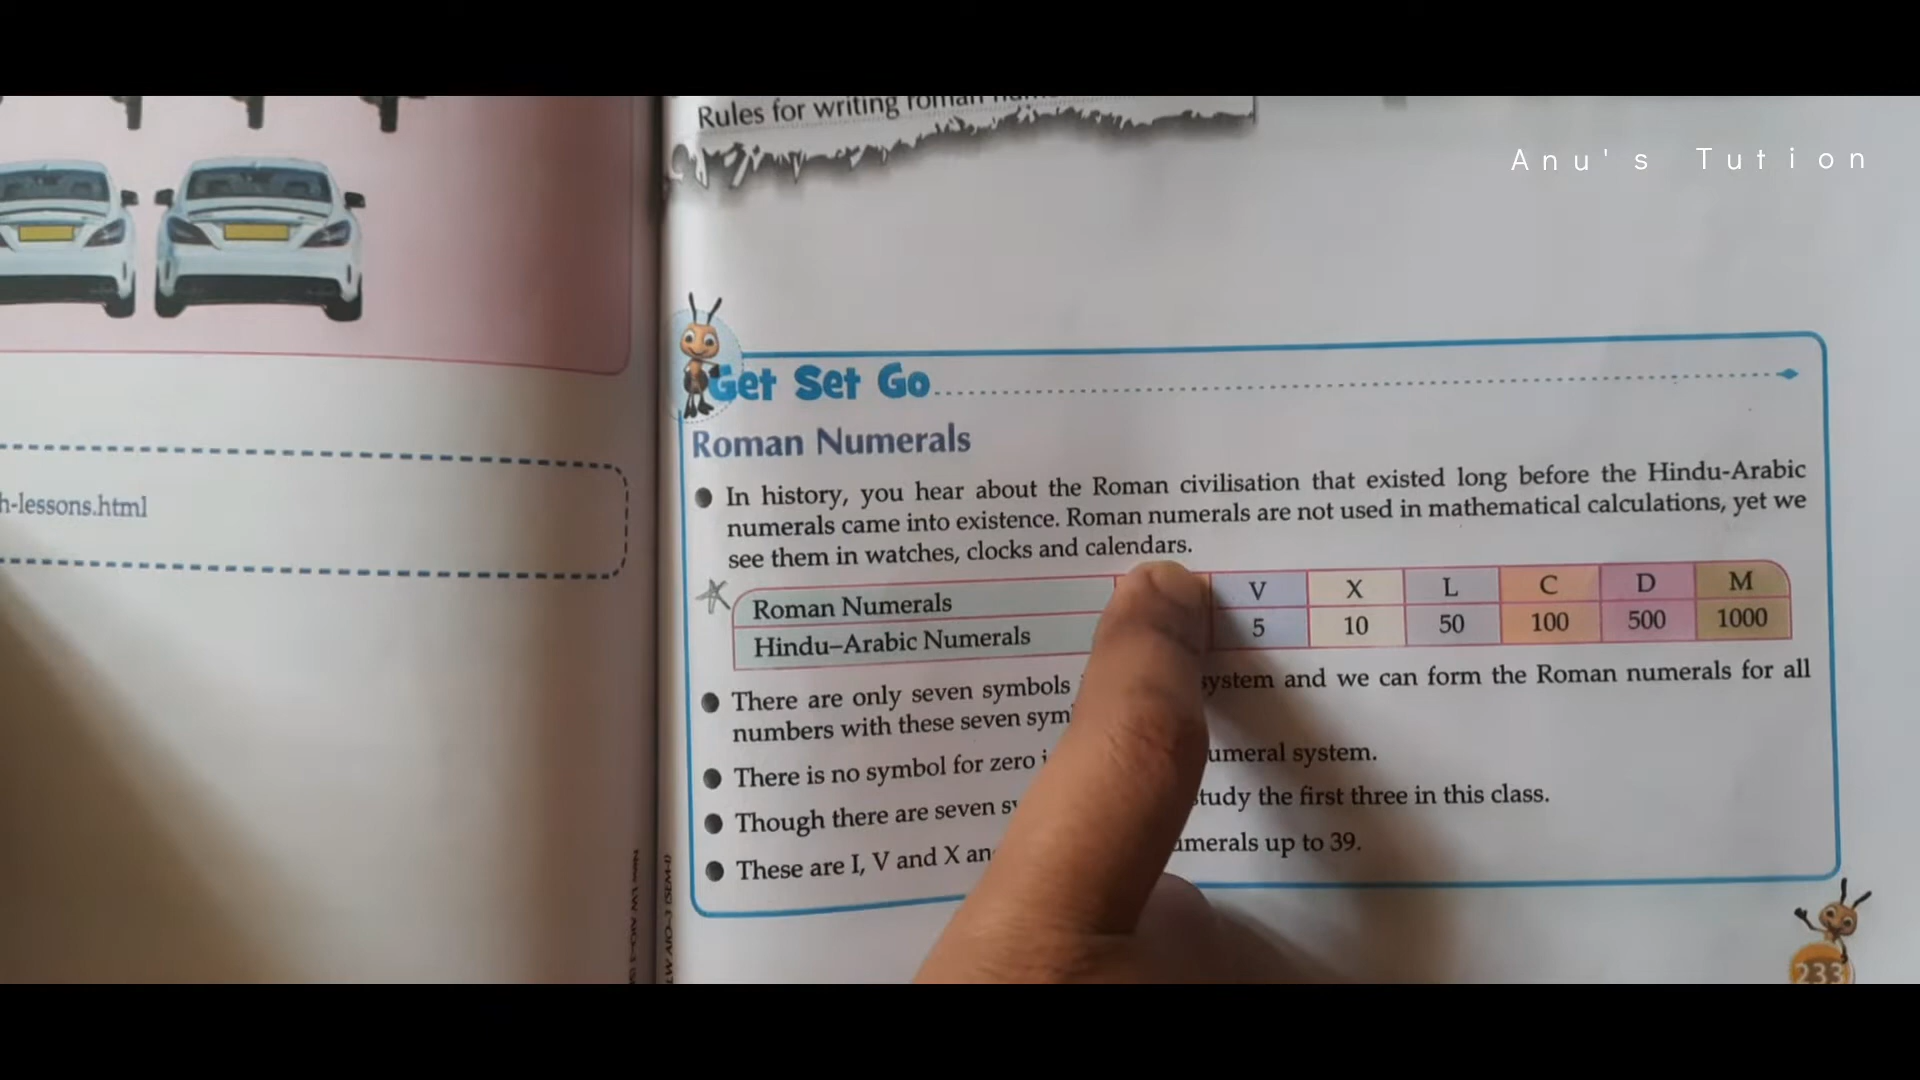 Rules for writing roman
Anu's Tution
h-lessons.html
Get Set Go
Roman Numerals
In history, you hear about the Roman civilisation that existed long before the Hindu-Arabic
numerals came into existence. Roman numerals are not used in mathematical calculations, yet we
see them in watches, clocks and calendars.
Roman Numerals V X L C D M
Hindu–Arabic Numerals 5 10 50 100 500 1000
There are only seven symbols system and we can form the Roman numerals for all
numbers with these seven
There is no symbol for zero umeral system.
Though there are seven study the first three in this class.
These are I, V and X umerals up to 39.
233